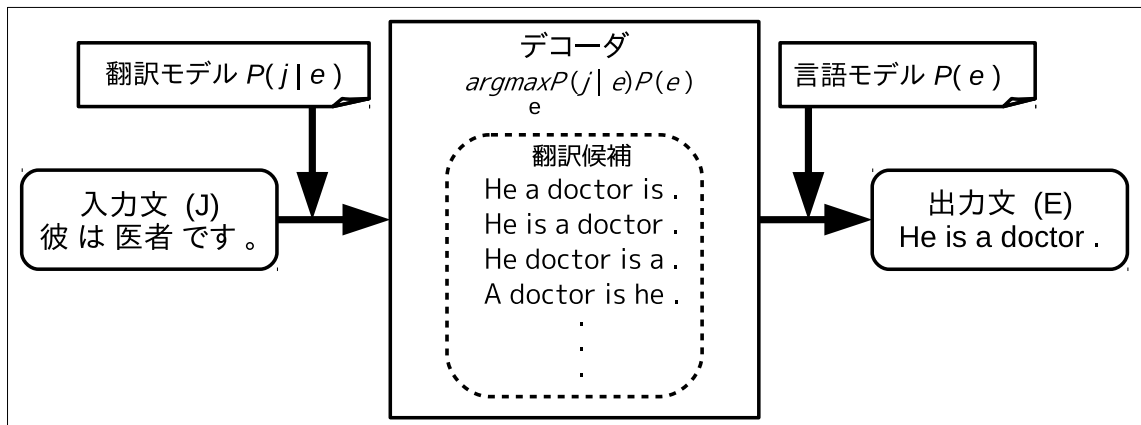 翻訳モデル P( j | e )
入力文 (J)
彼 は 医者 です 。
デコーダ
argmaxP( j | e )P( e )
e
翻訳候補
He a doctor is .
He is a doctor .
He doctor is a .
A doctor is he .
.
.
.
言語モデル P( e )
出力文 (E)
He is a doctor .